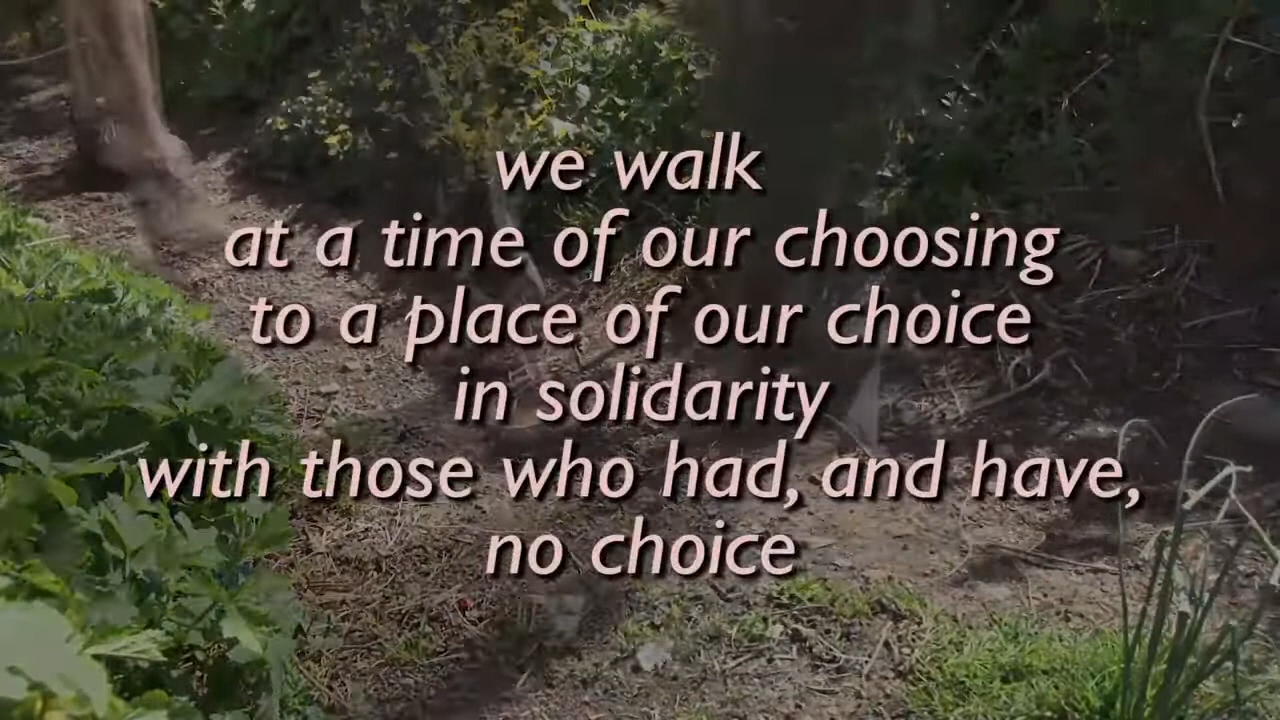 we walk
at a time of our choosing
to a place of our choice
in solidarity
with those who had, and have,
no choice